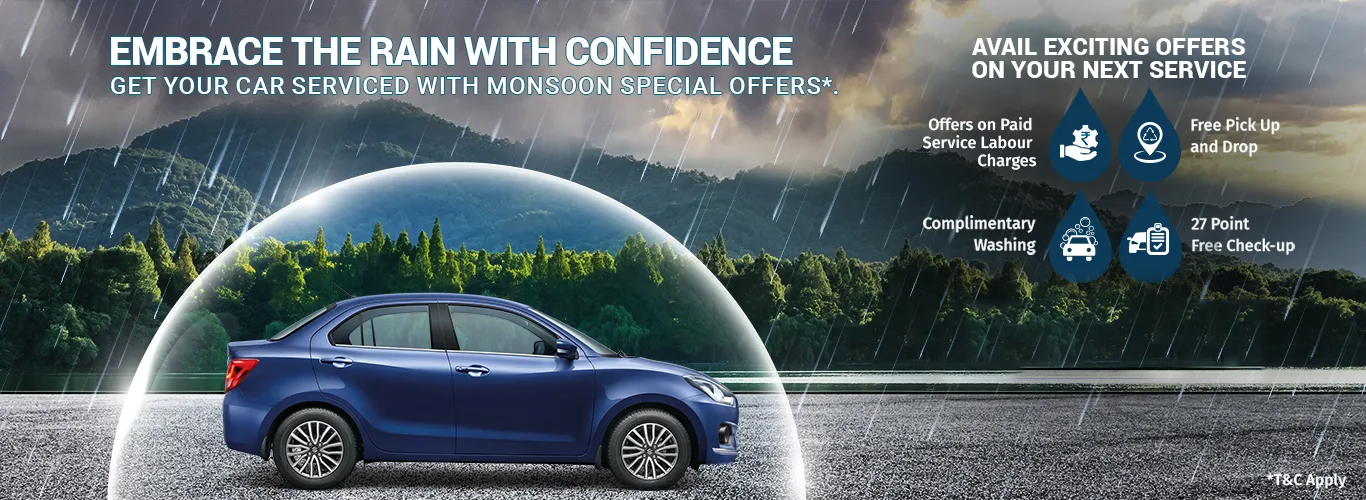 EMBRACE THE RAIN WITH CONFIDENCE
GET YOUR CAR SERVICED WITH MONSOON SPECIAL OFFERS*.
AVAIL EXCITING OFFERS
ON YOUR NEXT SERVICE
Offers on Paid
Service Labour
Charges
₹
Free Pick Up
and Drop
Complimentary
Washing
27 Point
Free Check-up
*T&C Apply